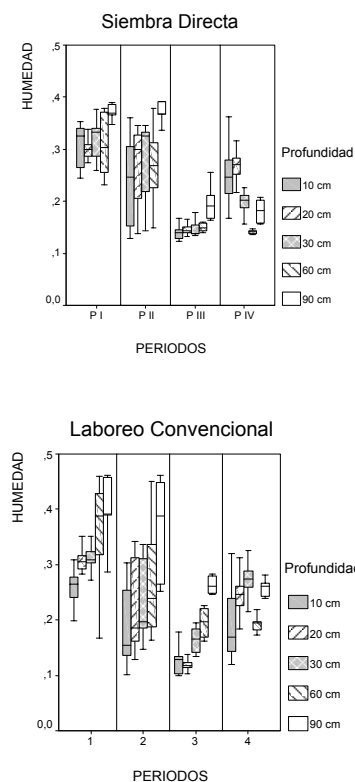 Siembra Directa
HUMEDAD
,5
,4
,3
,2
,1
0,0
P I P II P III P IV
PERIODOS
Profundidad
10 cm
20 cm
30 cm
60 cm
90 cm
Laboreo Convencional
HUMEDAD
,5
,4
,3
,2
,1
0,0
1 2 3 4
PERIODOS
Profundidad
10 cm
20 cm
30 cm
60 cm
90 cm